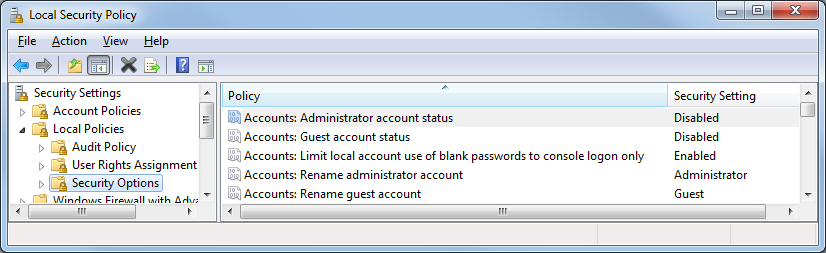 Local Security Policy
File Action View Help
Security Settings
Account Policies
Local Policies
Audit Policy
User Rights Assignment
Security Options
Windows Firewall with Adva
Policy Security Setting
Accounts: Administrator account status Disabled
Accounts: Guest account status Disabled
Accounts: Limit local account use of blank passwords to console logon only Enabled
Accounts: Rename administrator account Administrator
Accounts: Rename guest account Guest